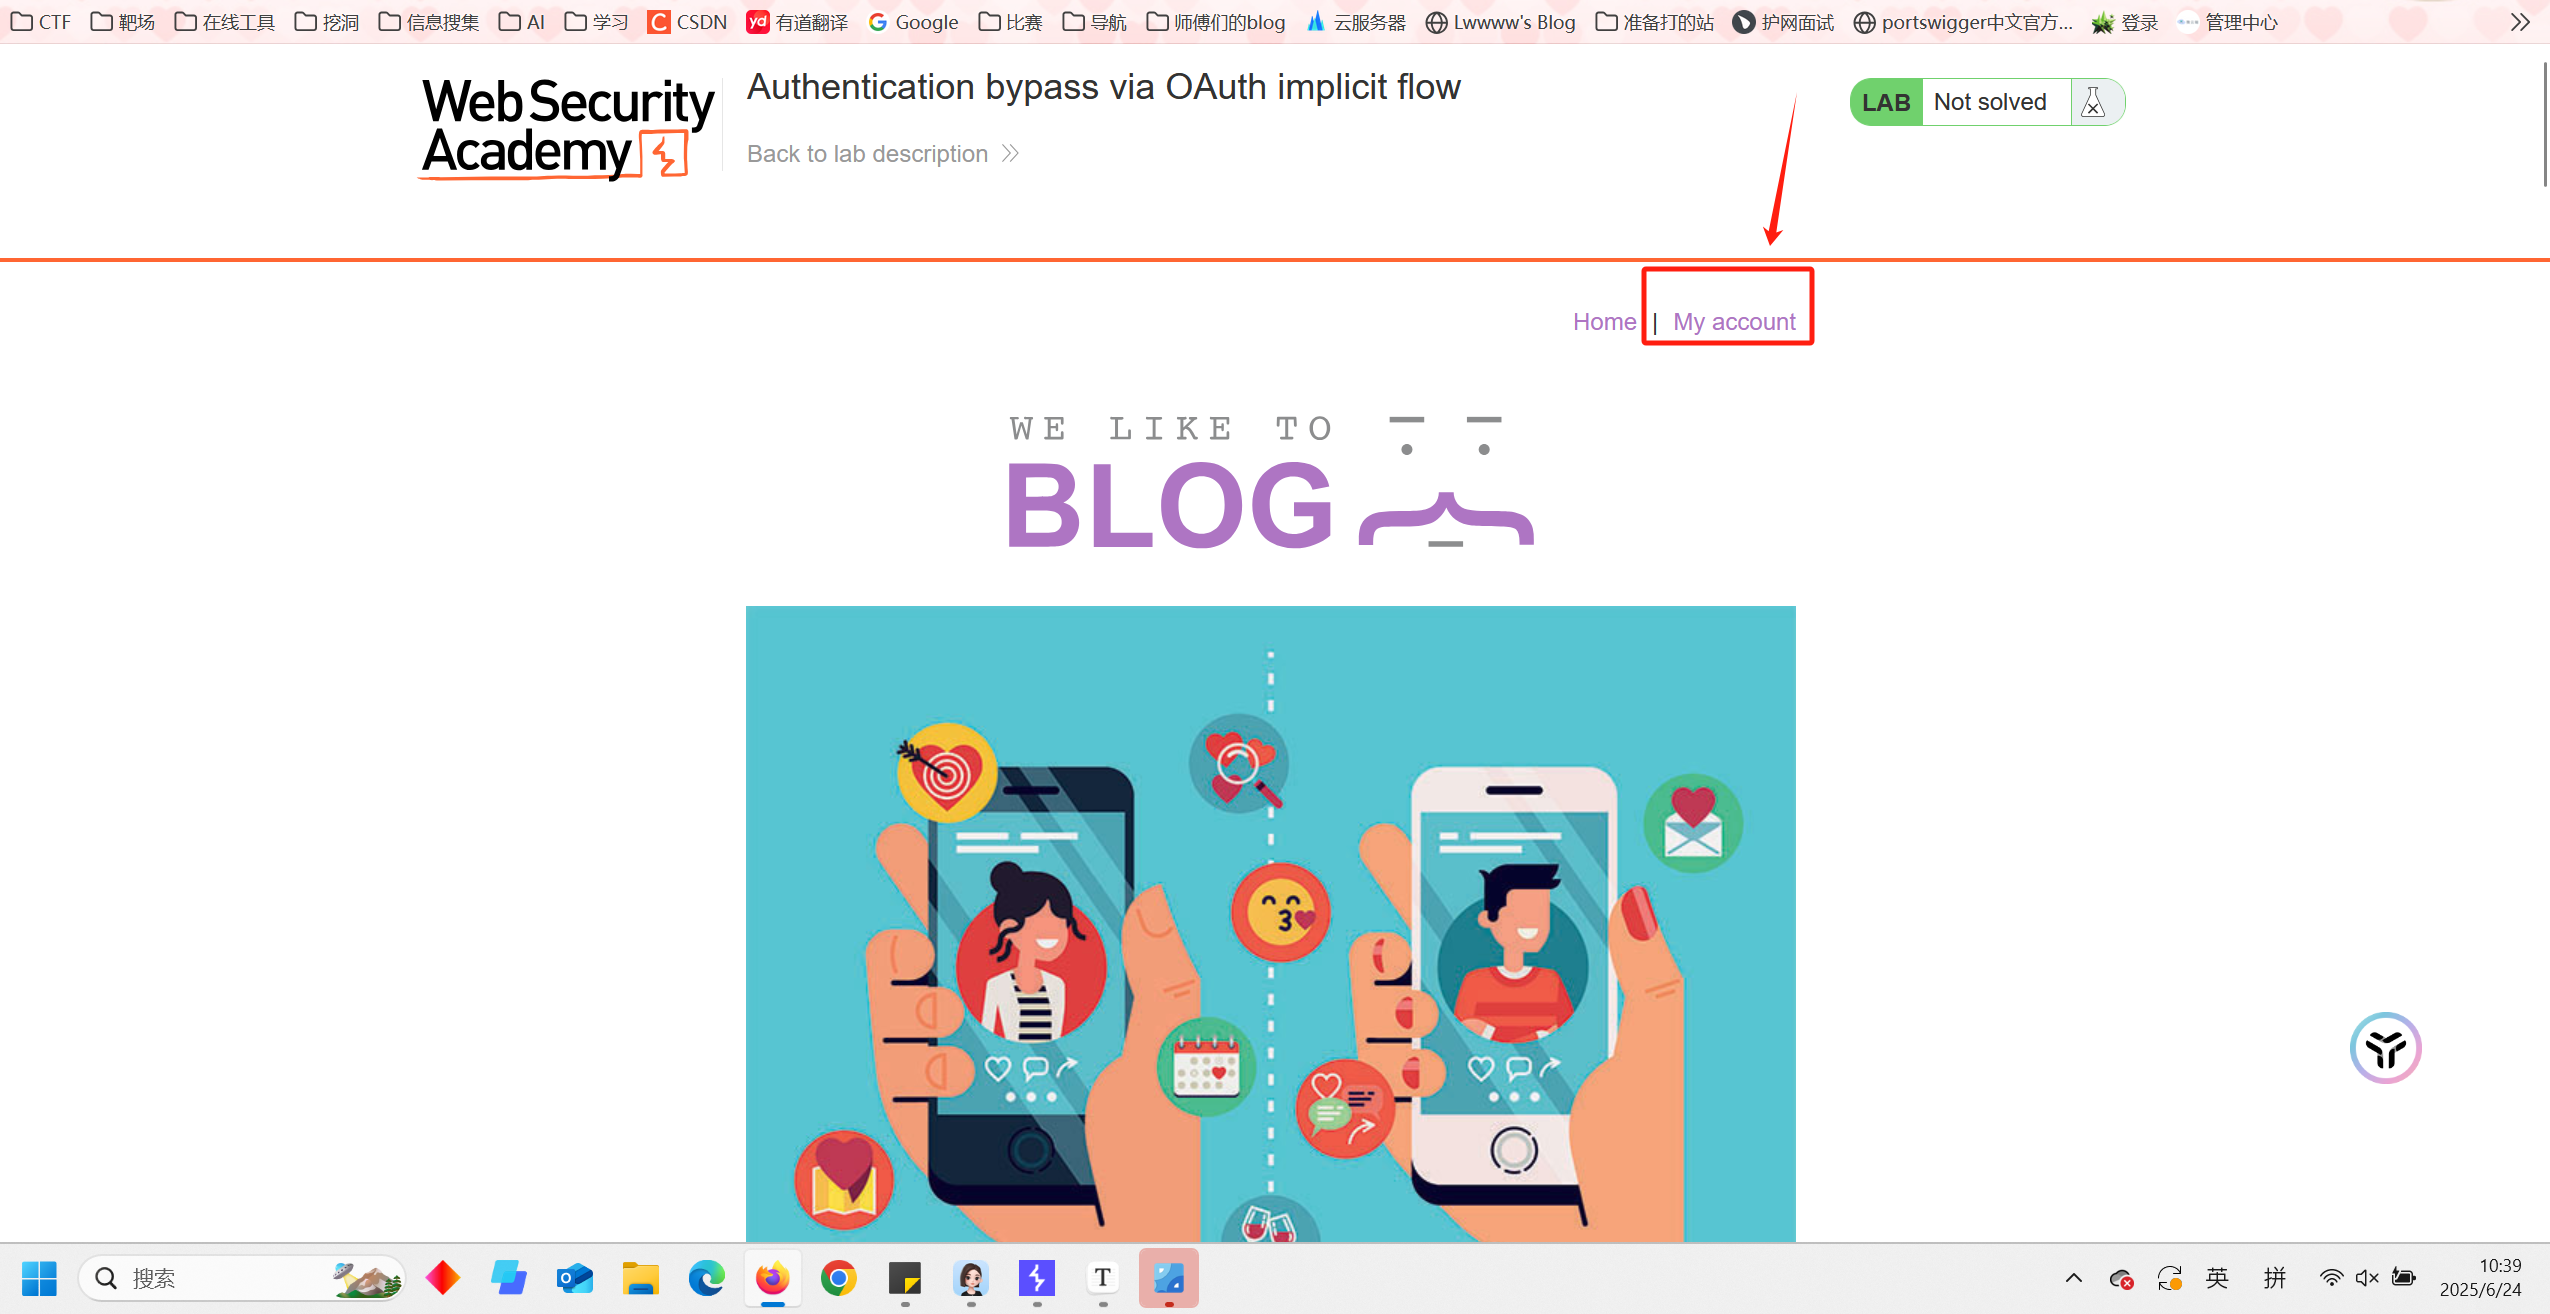 CTF 靶场 在线工具 挖洞 信息搜集 AI 学习 CSDN 有道翻译 Google 比赛 导航 师傅们的blog 云服务器 Lwwww's Blog 准备打的站 护网面试 portswigger中文官方... 登录 管理中心
Web Security
Academy
Authentication bypass via OAuth implicit flow
Back to lab description
LAB Not solved
Home | My account
WE LIKE TO
BLOG
搜索
英 拼
10:39
2025/6/24